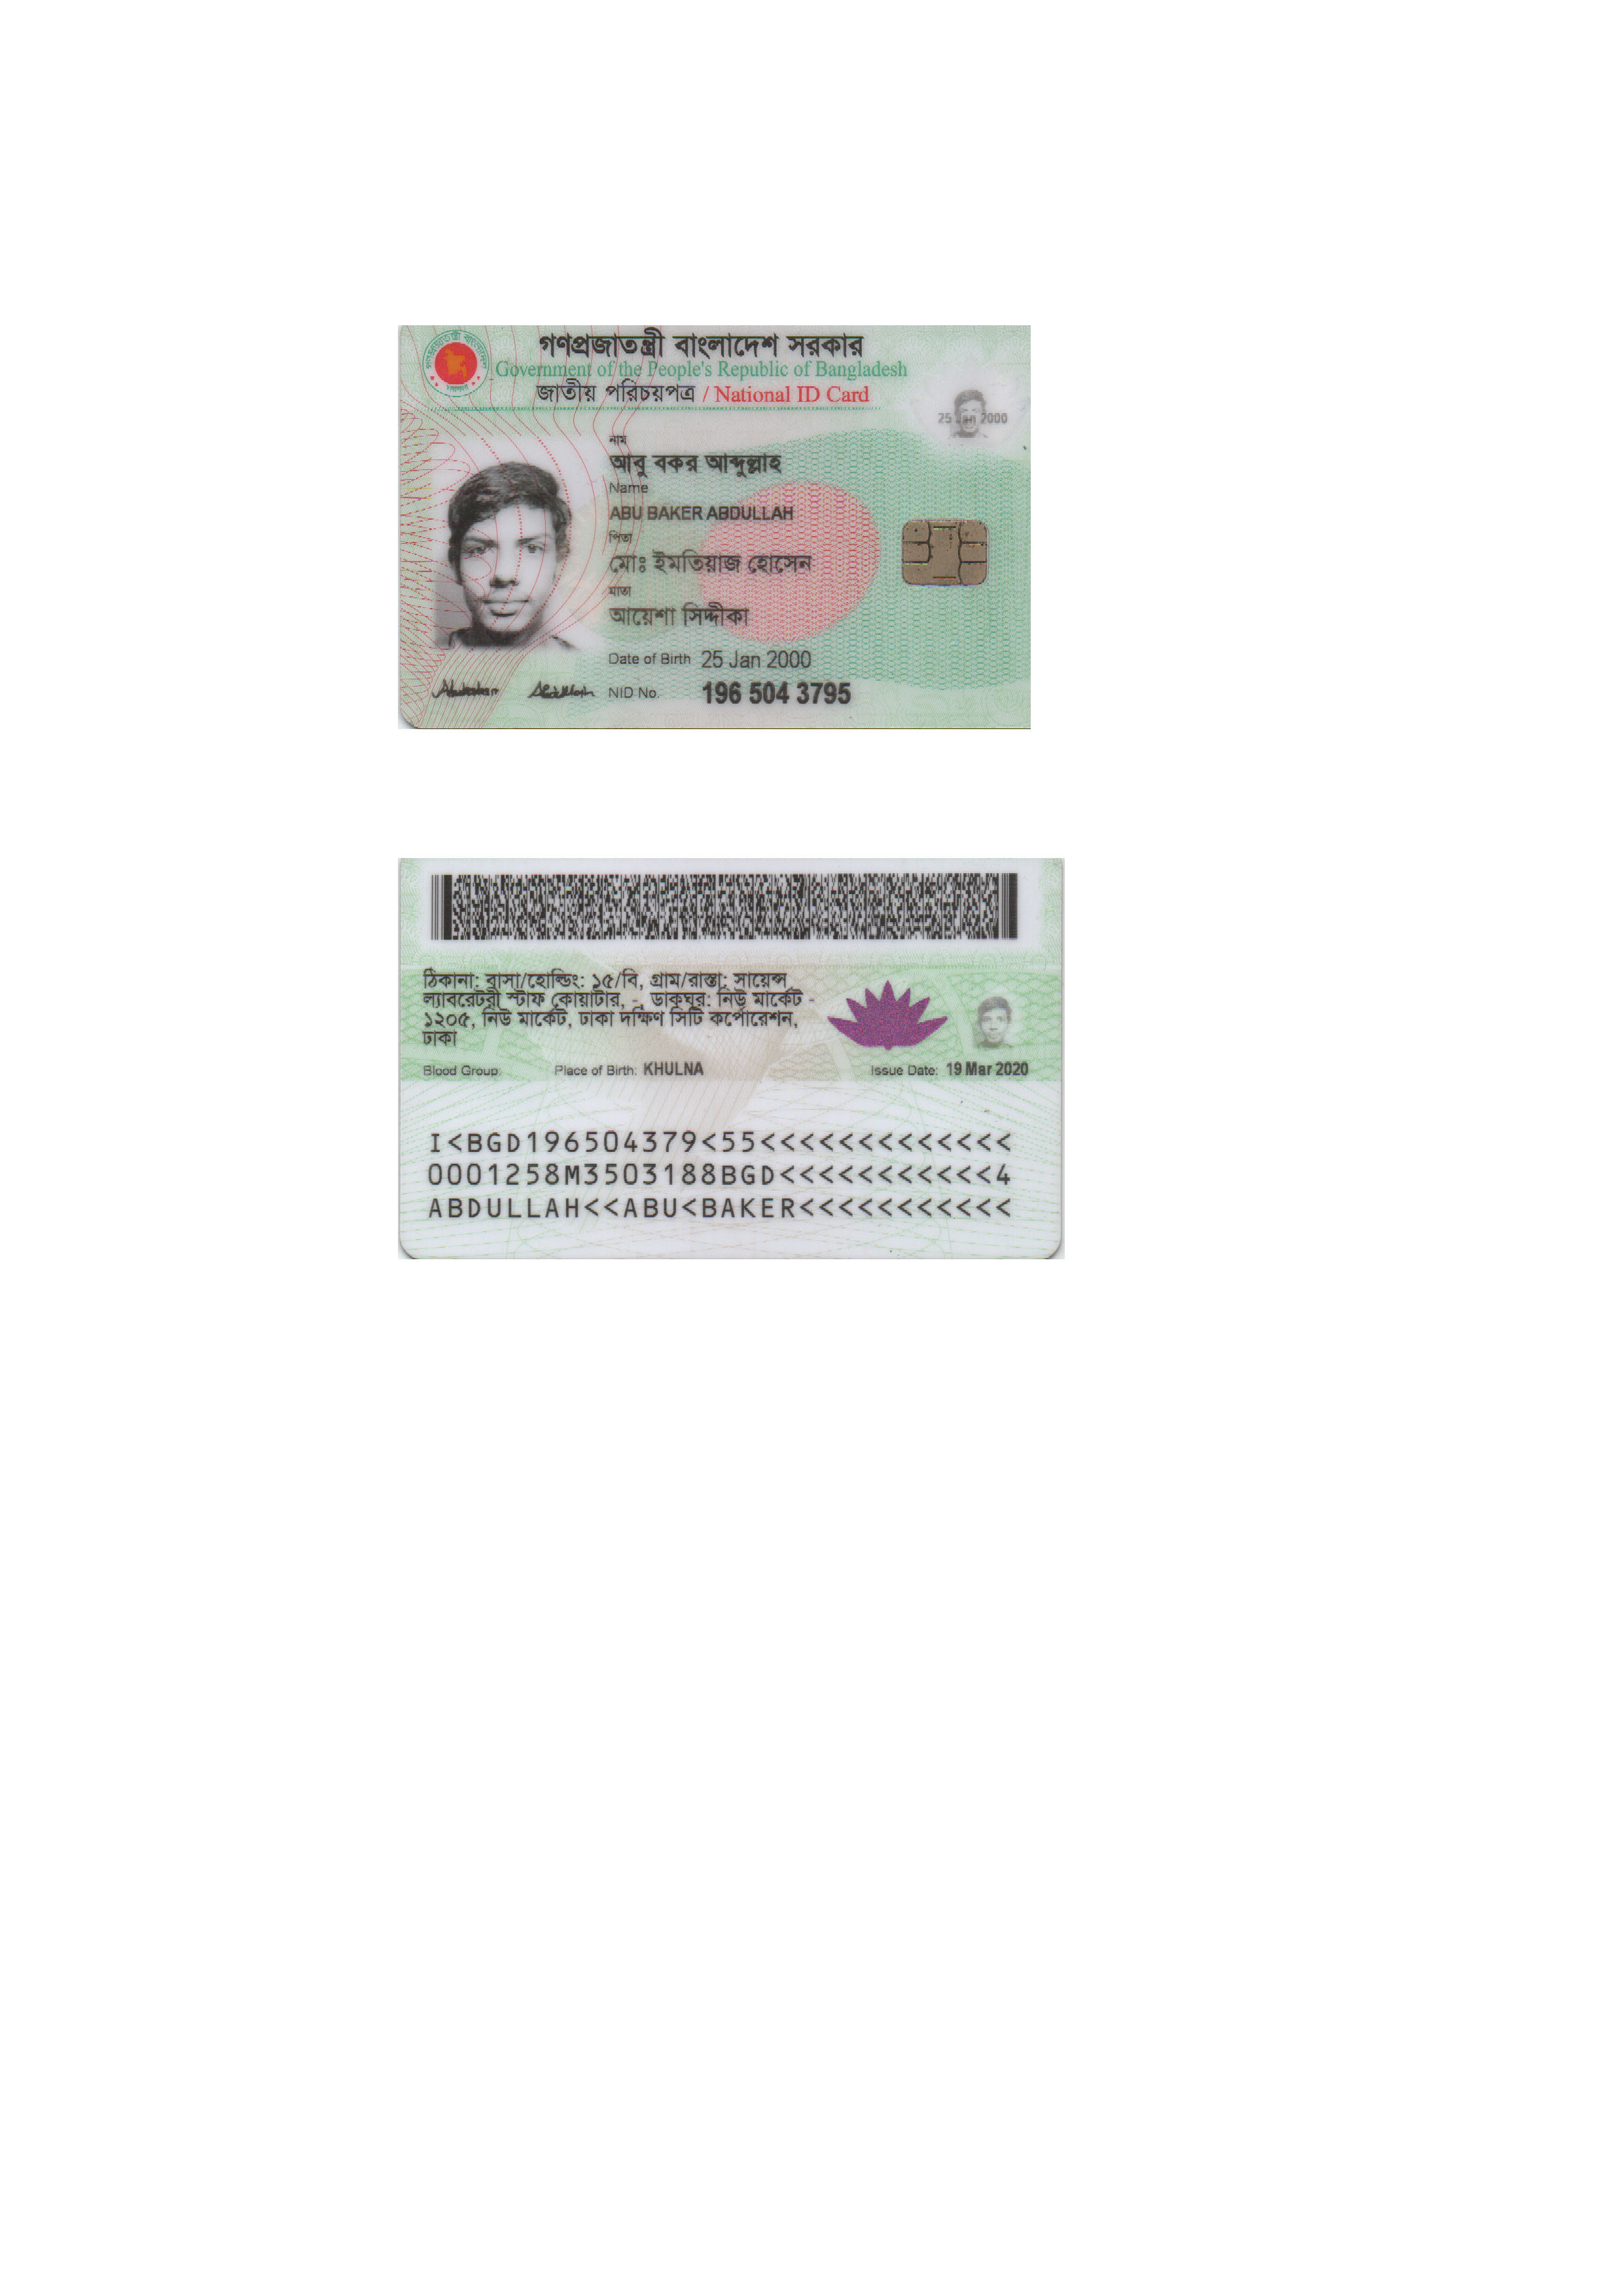 গণপ্রজাতন্ত্রী বাংলাদেশ সরকার
Government of the People's Republic of Bangladesh
জাতীয় পরিচয়পত্র / National ID Card
25 Jan 2000
নাম
আবু বকর আব্দুল্লাহ
Name
ABU BAKER ABDULLAH
পিতা
মোঃ ইমতিয়াজ হোসেন
মাতা
আয়েশা সিদ্দীকা
Date of Birth 25 Jan 2000
NID No. 196 504 3795
ঠিকানা: বাসা/হোল্ডিং: ১৫/বি, গ্রাম/রাস্তা: সায়েন্স
ল্যাবরেটরী স্টাফ কোয়াটার, -, ডাকঘর: নিউ মার্কেট -
১২০৫, নিউ মার্কেট, ঢাকা দক্ষিণ সিটি কর্পোরেশন,
ঢাকা
Blood Group: Place of Birth: KHULNA Issue Date: 19 Mar 2020
I<BGD196504379<55<<<<<<<<<<<<<
0001258M3503188BGD<<<<<<<<<<<4
ABDULLAH<<ABU<BAKER<<<<<<<<<<<